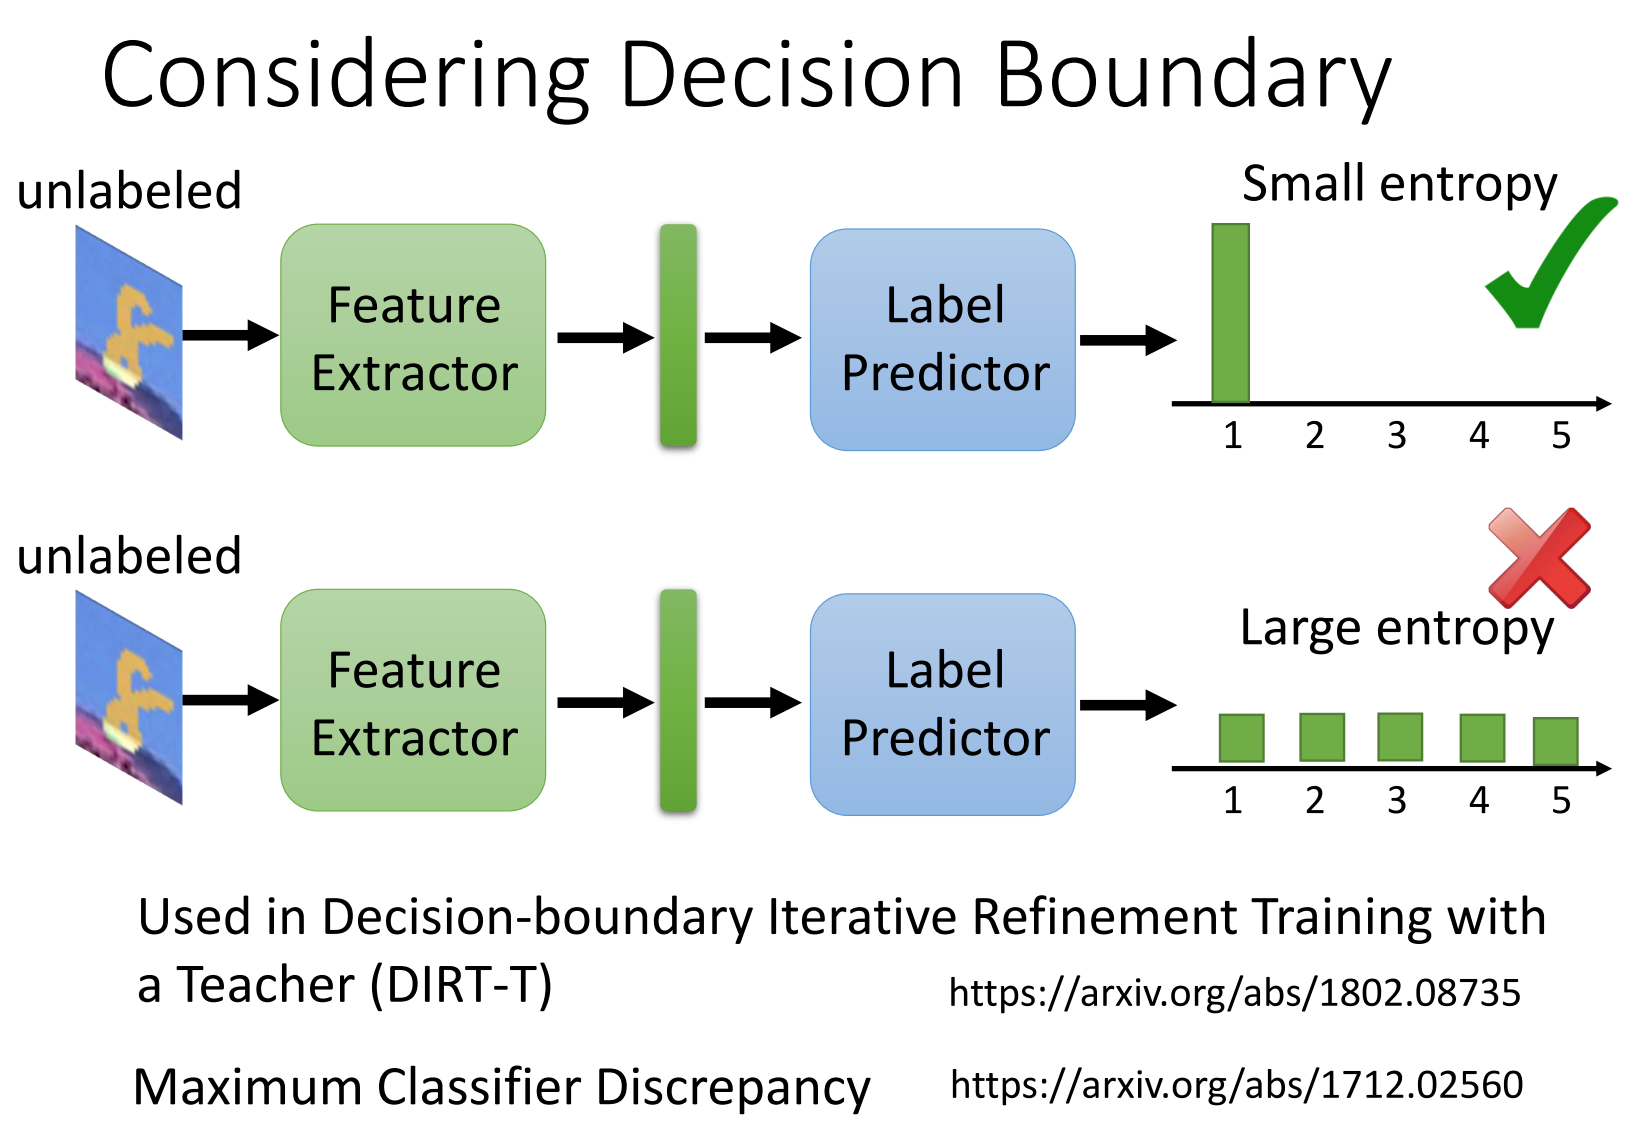 Considering Decision Boundary
unlabeled
Small entropy
Feature
Extractor
Label
Predictor
1 2 3 4 5
unlabeled
Large entropy
Feature
Extractor
Label
Predictor
1 2 3 4 5
Used in Decision-boundary Iterative Refinement Training with
a Teacher (DIRT-T)
https://arxiv.org/abs/1802.08735
Maximum Classifier Discrepancy
https://arxiv.org/abs/1712.02560